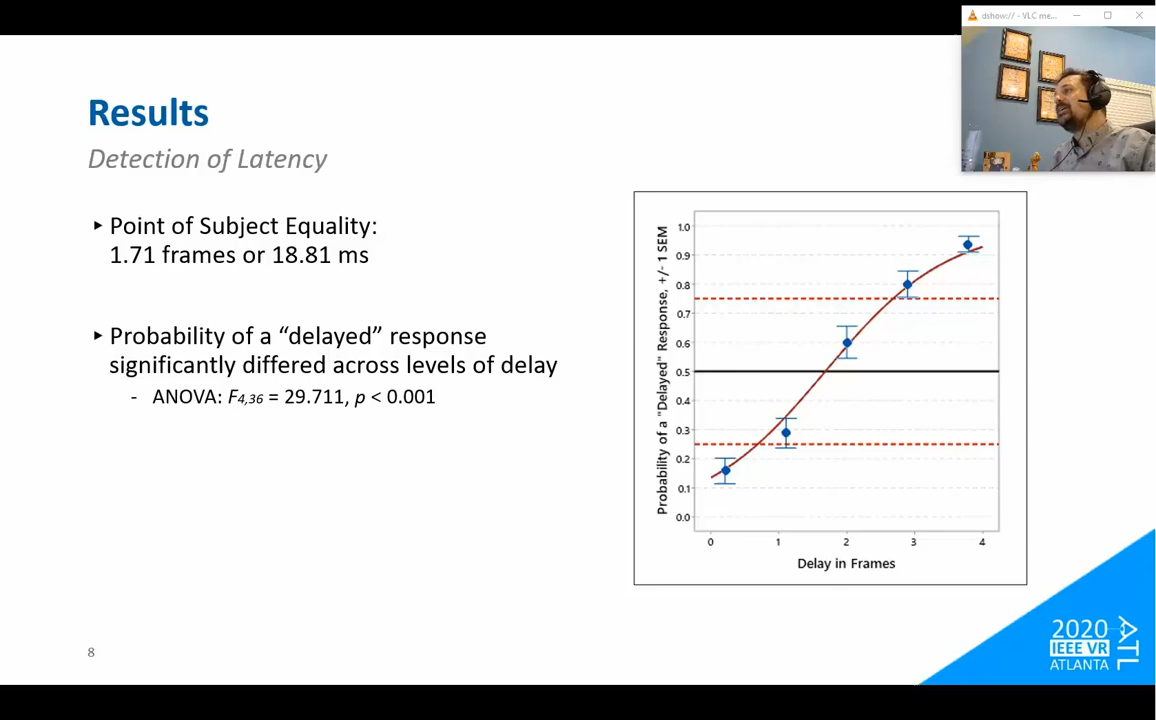 dshow:// - VLC me...
Results
Detection of Latency
‣ Point of Subject Equality:
1.71 frames or 18.81 ms
‣ Probability of a “delayed” response
significantly differed across levels of delay
- ANOVA: F4,36 = 29.711, p < 0.001
Probability of a "Delayed" Response, +/- 1 SEM
1.0
0.9
0.8
0.7
0.6
0.5
0.4
0.3
0.2
0.1
0.0
0 1 2 3 4
Delay in Frames
8
2020
IEEE VR
ATLANTA
ATL